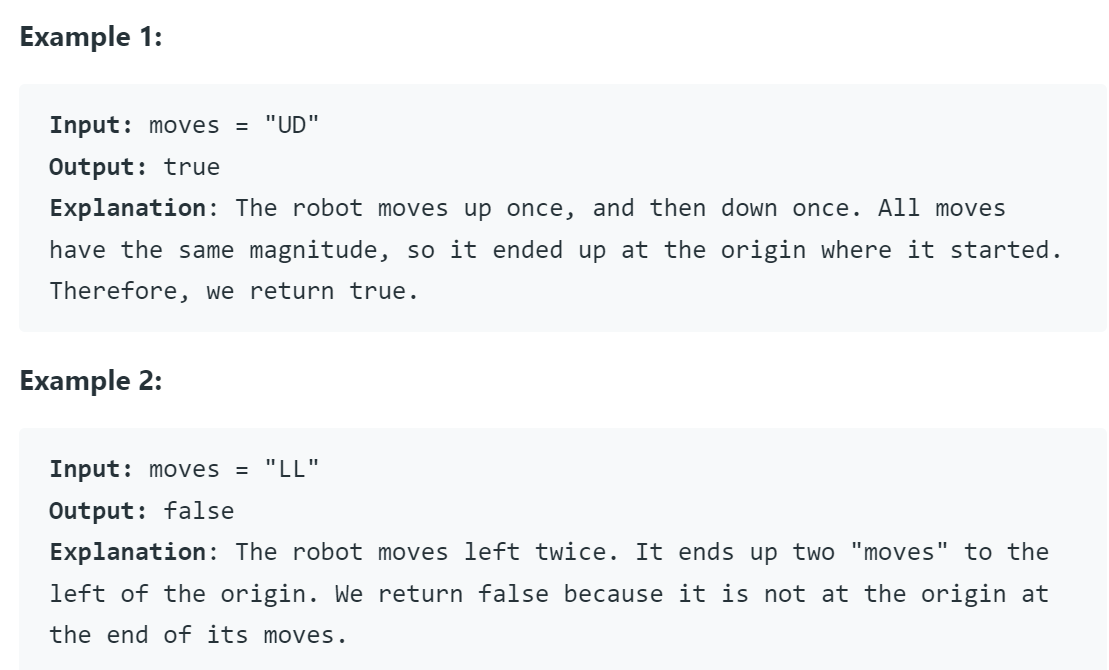 Example 1:
Input: moves = "UD"
Output: true
Explanation: The robot moves up once, and then down once. All moves
have the same magnitude, so it ended up at the origin where it started.
Therefore, we return true.
Example 2:
Input: moves = "LL"
Output: false
Explanation: The robot moves left twice. It ends up two "moves" to the
left of the origin. We return false because it is not at the origin at
the end of its moves.